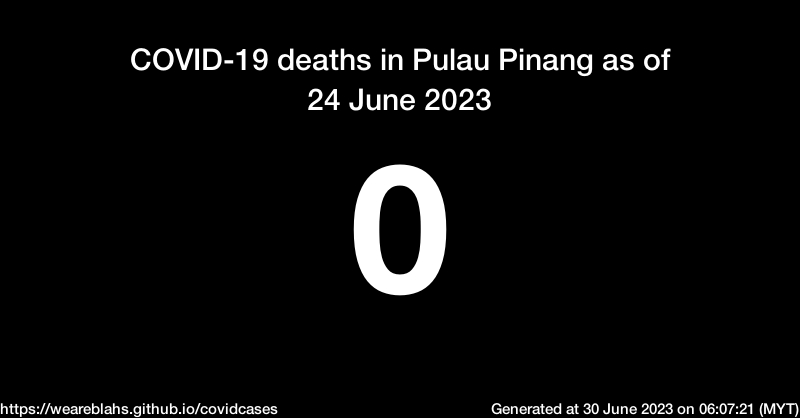 COVID-19 deaths in Pulau Pinang as of
24 June 2023
0
https://weareblahs.github.io/covidcases
Generated at 30 June 2023 on 06:07:21 (MYT)